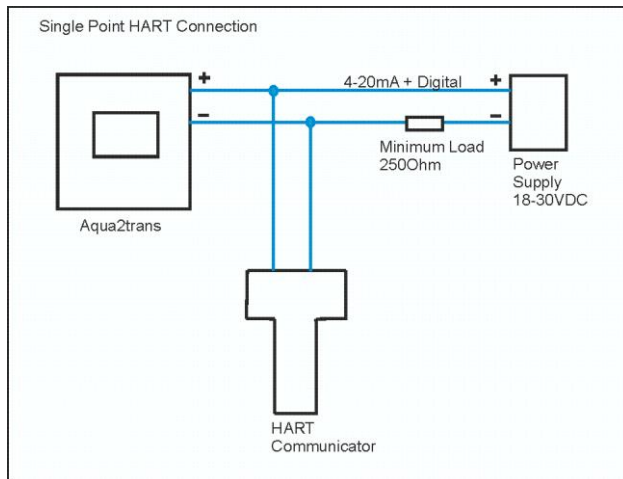 Single Point HART Connection
+
4-20mA + Digital
+
−
−
Minimum Load
250Ohm
Power
Supply
18-30VDC
Aqua2trans
HART
Communicator